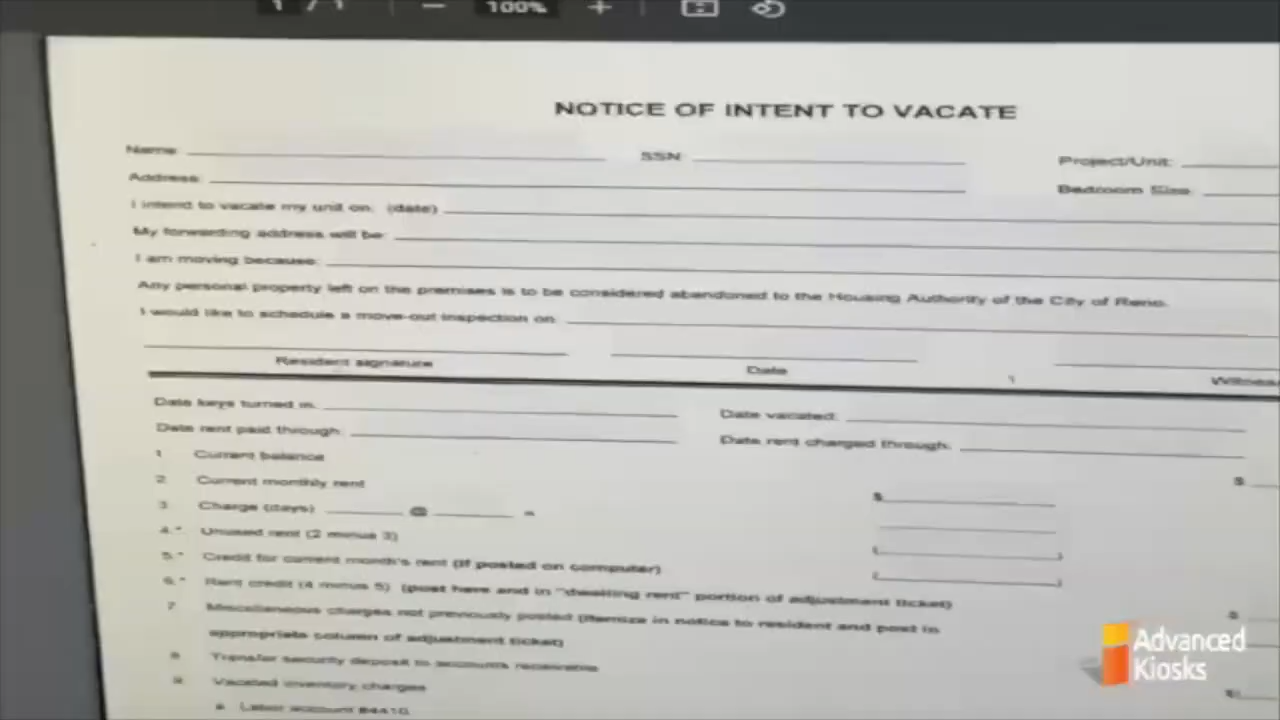 1 / 1 — 100% +
NOTICE OF INTENT TO VACATE
Name: SSN: Project/Unit:
Address: Bedroom Size:
I intend to vacate my unit on: (date)
My forwarding address will be:
I am moving because:
Any personal property left on the premises is to be considered abandoned to the Housing Authority of the City of Reno.
I would like to schedule a move-out inspection on:
Resident signature Date Witness
Date keys turned in: Date vacated:
Date rent paid through: Date rent charged through:
1 Current balance $
2 Current monthly rent $
3 Charge (days) @ =
4.* Unused rent (2 minus 3)
5.* Credit for current month's rent (if posted on computer)
6.* Rent credit (4 minus 5) (post here and in "dwelling rent" portion of adjustment ticket)
7. Miscellaneous charges not previously posted (itemize in notice to resident and post in $
appropriate column of adjustment ticket)
8 Transfer security deposit to accounts receivable
9. Vacated inventory charges
a Labor account
Advanced
Kiosks